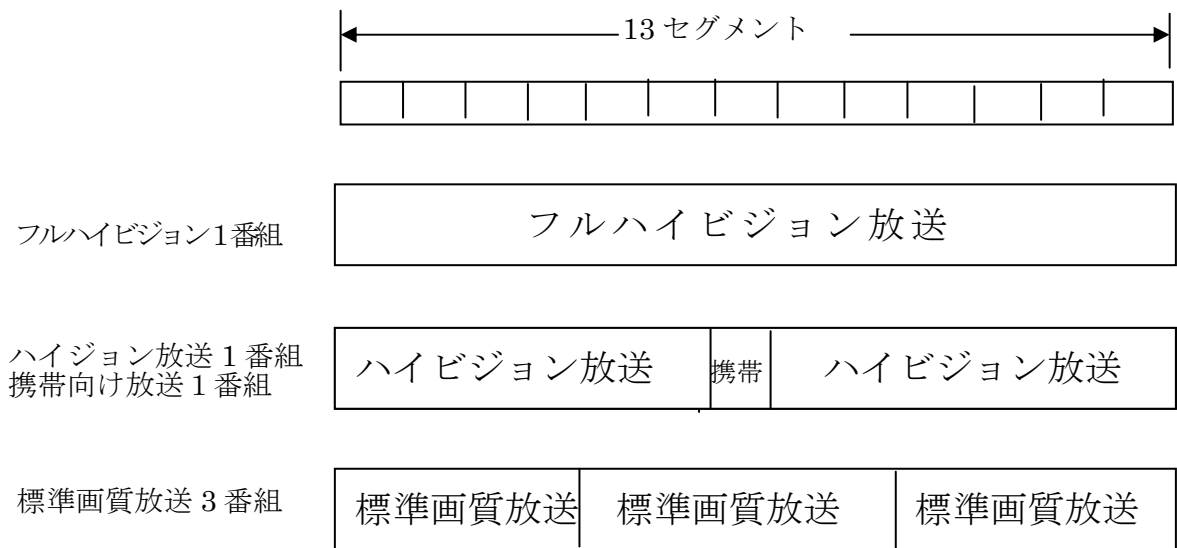 13 セグメント
フルハイビジョン1番組
フルハイビジョン放送
ハイジョン放送 1 番組
携帯向け放送 1 番組
ハイビジョン放送 携帯 ハイビジョン放送
標準画質放送 3 番組
標準画質放送 標準画質放送 標準画質放送